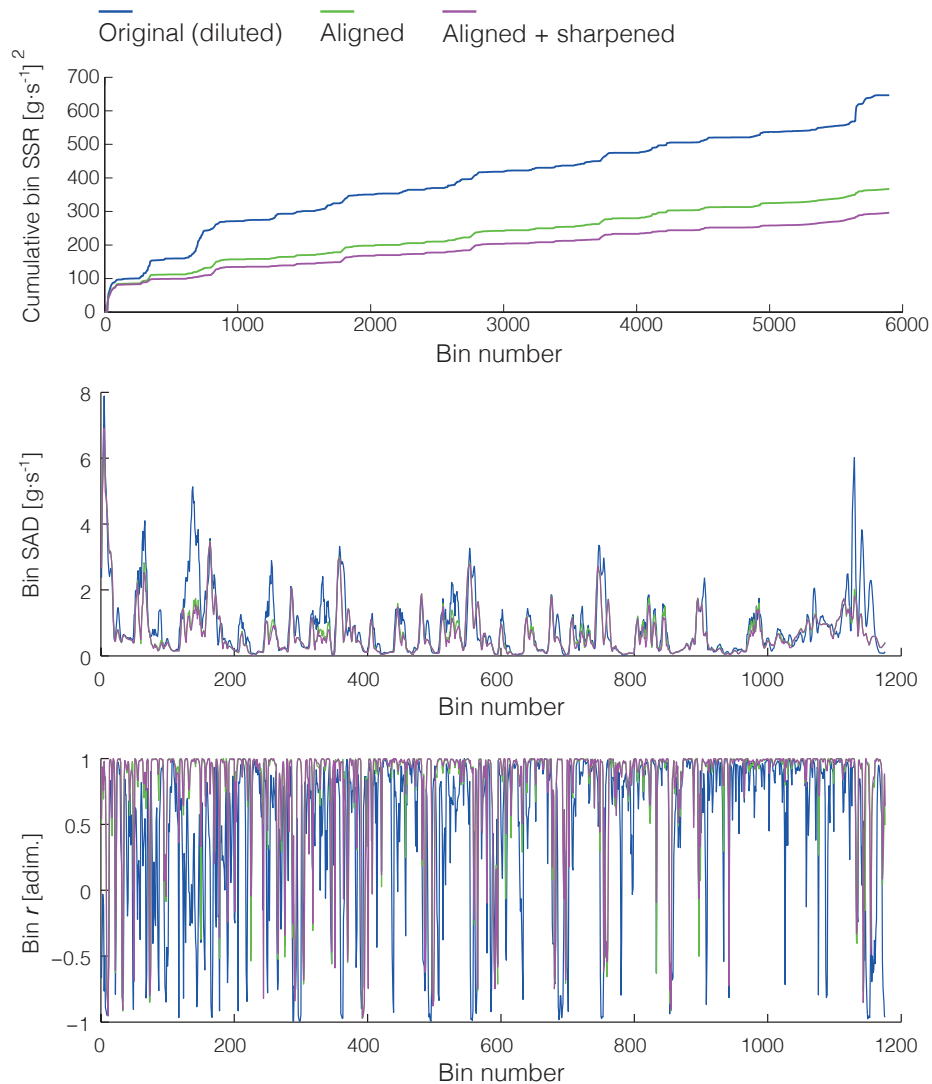 Original (diluted) Aligned Aligned + sharpened
Cumulative bin SSR [g·s⁻¹]²
700
600
500
400
300
200
100
0
0 1000 2000 3000 4000 5000 6000
Bin number
Bin SAD [g·s⁻¹]
8
6
4
2
0
0 200 400 600 800 1000 1200
Bin number
Bin r [adim.]
1
0.5
0
−0.5
−1
0 200 400 600 800 1000 1200
Bin number